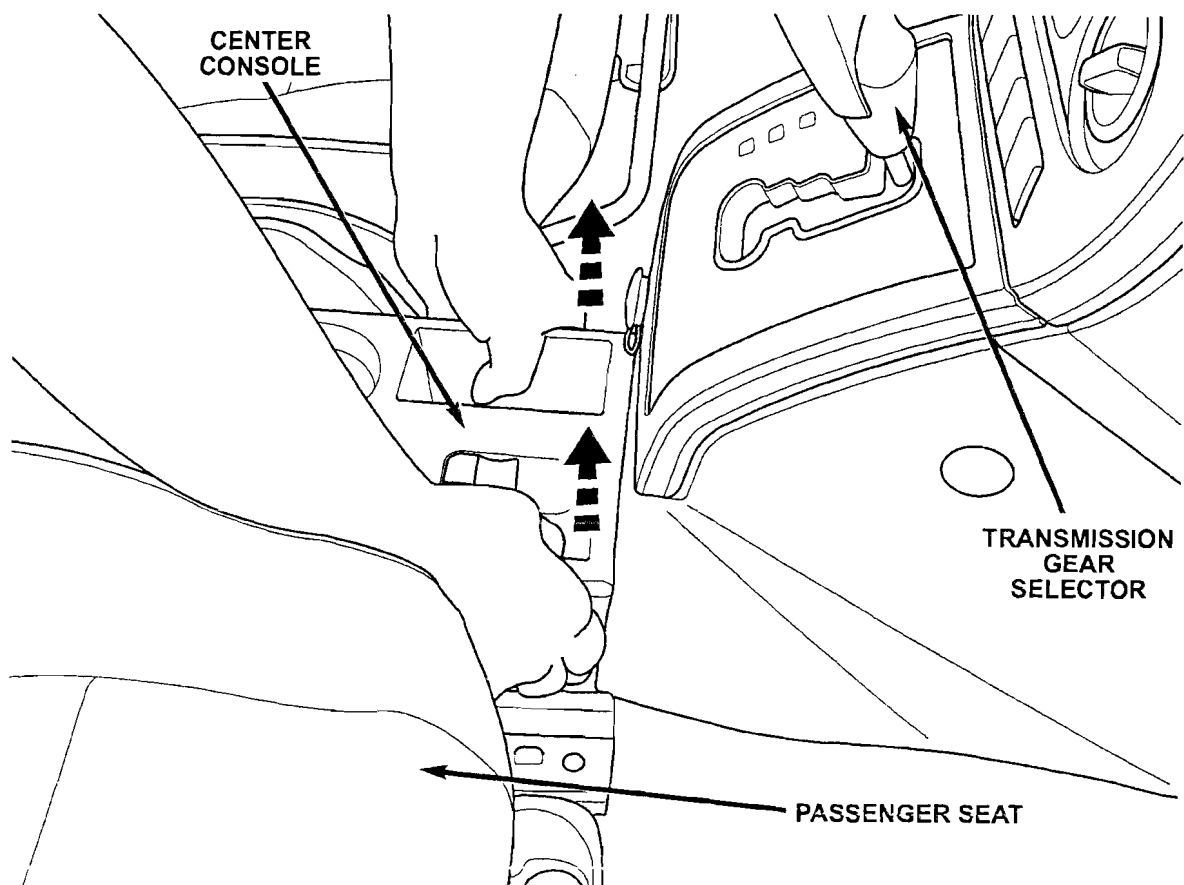 CENTER
CONSOLE
TRANSMISSION
GEAR
SELECTOR
PASSENGER SEAT